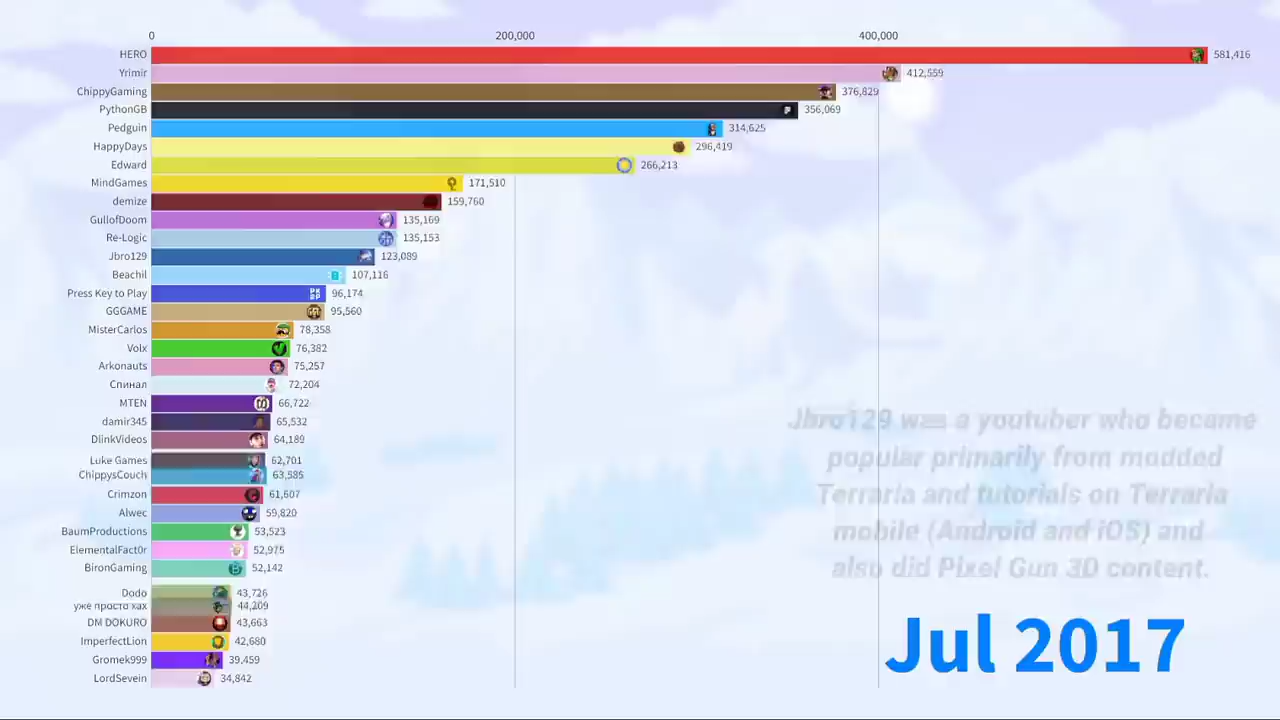 0 200,000 400,000
HERO 581,416
Yrimir 412,559
ChippyGaming 376,829
PythonGB 356,069
Pedguin 314,625
HappyDays 296,419
Edward 266,213
MindGames 171,510
demize 159,760
GullofDoom 135,169
Re-Logic 135,153
Jbro129 123,089
Beachil 107,116
Press Key to Play 96,174
GGGAME 95,560
MisterCarlos 78,358
Volx 76,382
Arkonauts 75,257
Спинал 72,204
MTEN 66,722
damir345 65,532
DlinkVideos 64,189
Luke Games 62,701
ChippysCouch 63,585
Crimzon 61,607
Alwec 59,820
BaumProductions 53,523
ElementalFact0r 52,975
BironGaming 52,142
Dodo 43,726
уже просто хах 44,209
DM DOKURO 43,663
ImperfectLion 42,680
Gromek999 39,459
LordSevein 34,842
Jbro129 was a youtuber who became
popular primarily from modded
Terraria and tutorials on Terraria
mobile (Android and iOS) and
also did Pixel Gun 3D content.
Jul 2017